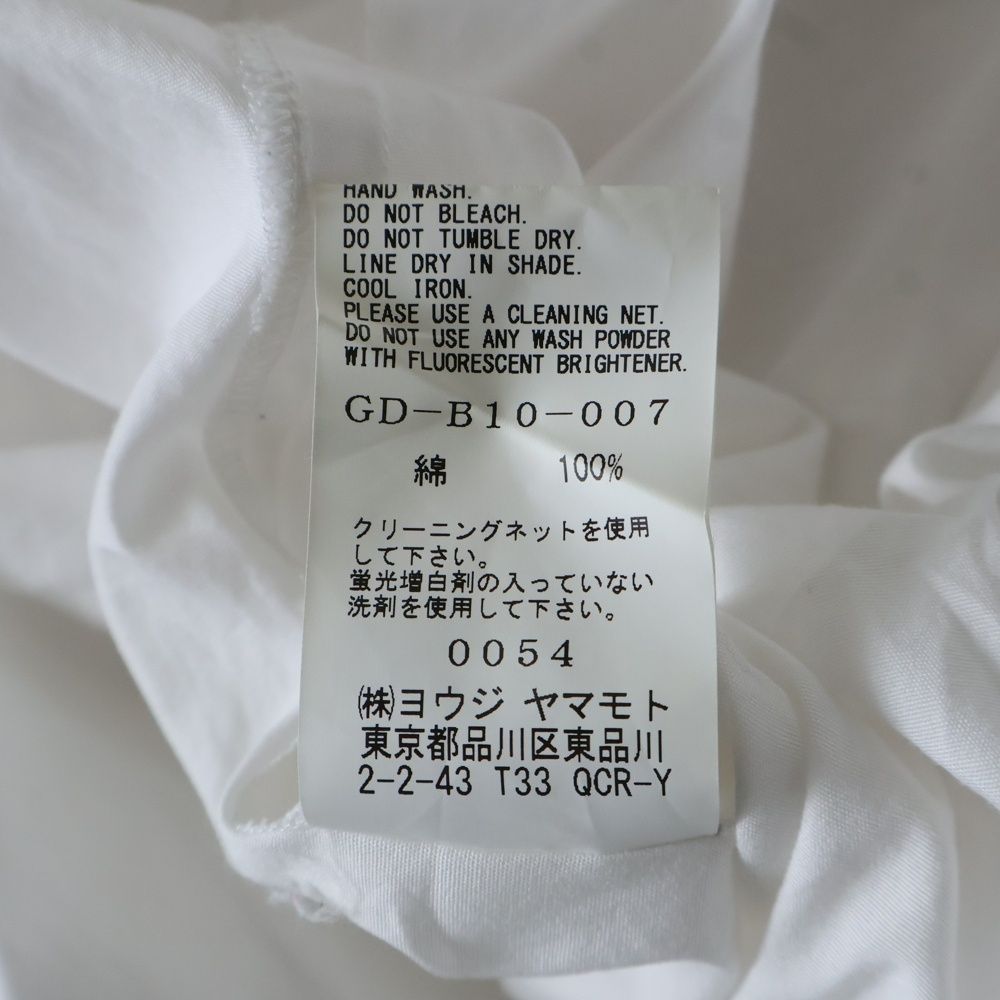 HAND WASH.
DO NOT BLEACH.
DO NOT TUMBLE DRY.
LINE DRY IN SHADE.
COOL IRON.
PLEASE USE A CLEANING NET.
DO NOT USE ANY WASH POWDER
WITH FLUORESCENT BRIGHTENER.
GD-B10-007
綿 100%
クリーニングネットを使用
して下さい。
蛍光増白剤の入っていない
洗剤を使用して下さい。
0054
㈱ヨウジ ヤマモト
東京都品川区東品川
2-2-43 T33 QCR-Y